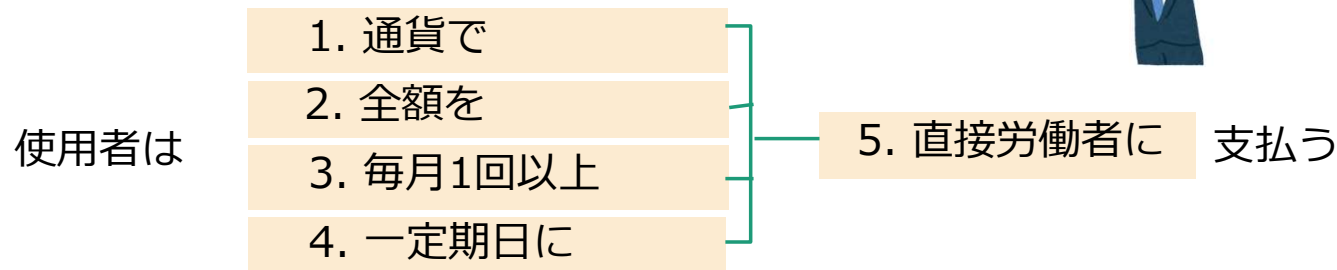 使用者は
1. 通貨で
2. 全額を
3. 毎月1回以上
4. 一定期日に
5. 直接労働者に
支払う